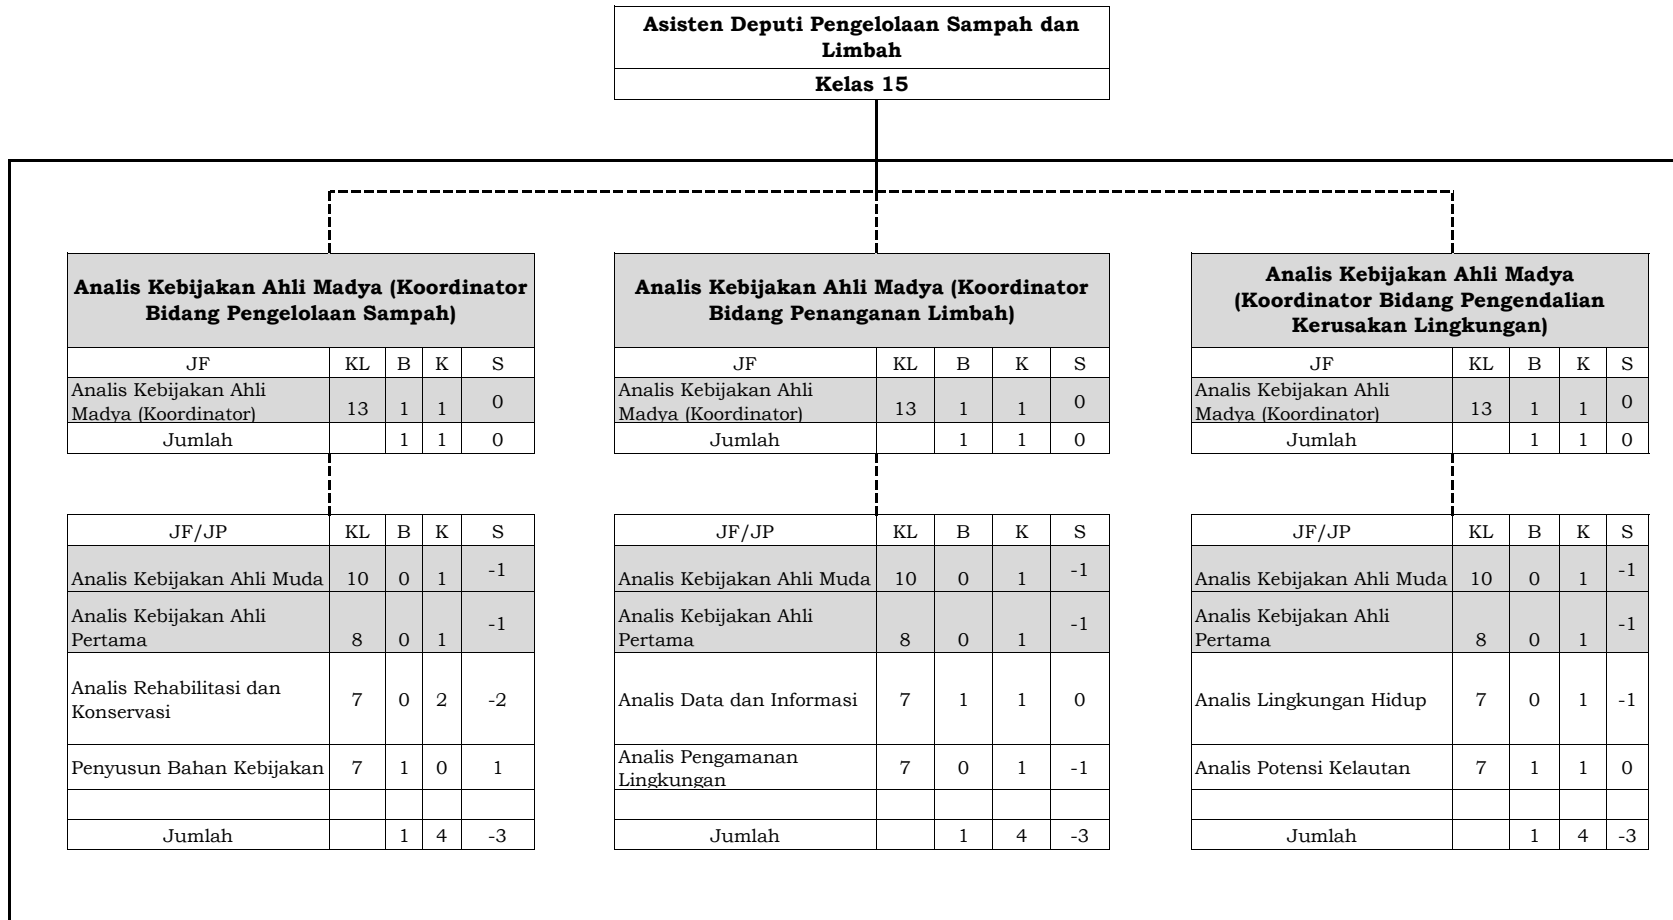 Asisten Deputi Pengelolaan Sampah dan
Limbah
Kelas 15
Analis Kebijakan Ahli Madya (Koordinator
Bidang Pengelolaan Sampah)
JF KL B K S
Analis Kebijakan Ahli
Madya (Koordinator) 13 1 1 0
Jumlah 1 1 0
JF/JP KL B K S
Analis Kebijakan Ahli Muda 10 0 1 -1
Analis Kebijakan Ahli
Pertama 8 0 1 -1
Analis Rehabilitasi dan
Konservasi 7 0 2 -2
Penyusun Bahan Kebijakan 7 1 0 1
Jumlah 1 4 -3
Analis Kebijakan Ahli Madya (Koordinator
Bidang Penanganan Limbah)
JF KL B K S
Analis Kebijakan Ahli
Madya (Koordinator) 13 1 1 0
Jumlah 1 1 0
JF/JP KL B K S
Analis Kebijakan Ahli Muda 10 0 1 -1
Analis Kebijakan Ahli
Pertama 8 0 1 -1
Analis Data dan Informasi 7 1 1 0
Analis Pengamanan
Lingkungan 7 0 1 -1
Jumlah 1 4 -3
Analis Kebijakan Ahli Madya
(Koordinator Bidang Pengendalian
Kerusakan Lingkungan)
JF KL B K S
Analis Kebijakan Ahli
Madya (Koordinator) 13 1 1 0
Jumlah 1 1 0
JF/JP KL B K S
Analis Kebijakan Ahli Muda 10 0 1 -1
Analis Kebijakan Ahli
Pertama 8 0 1 -1
Analis Lingkungan Hidup 7 0 1 -1
Analis Potensi Kelautan 7 1 1 0
Jumlah 1 4 -3